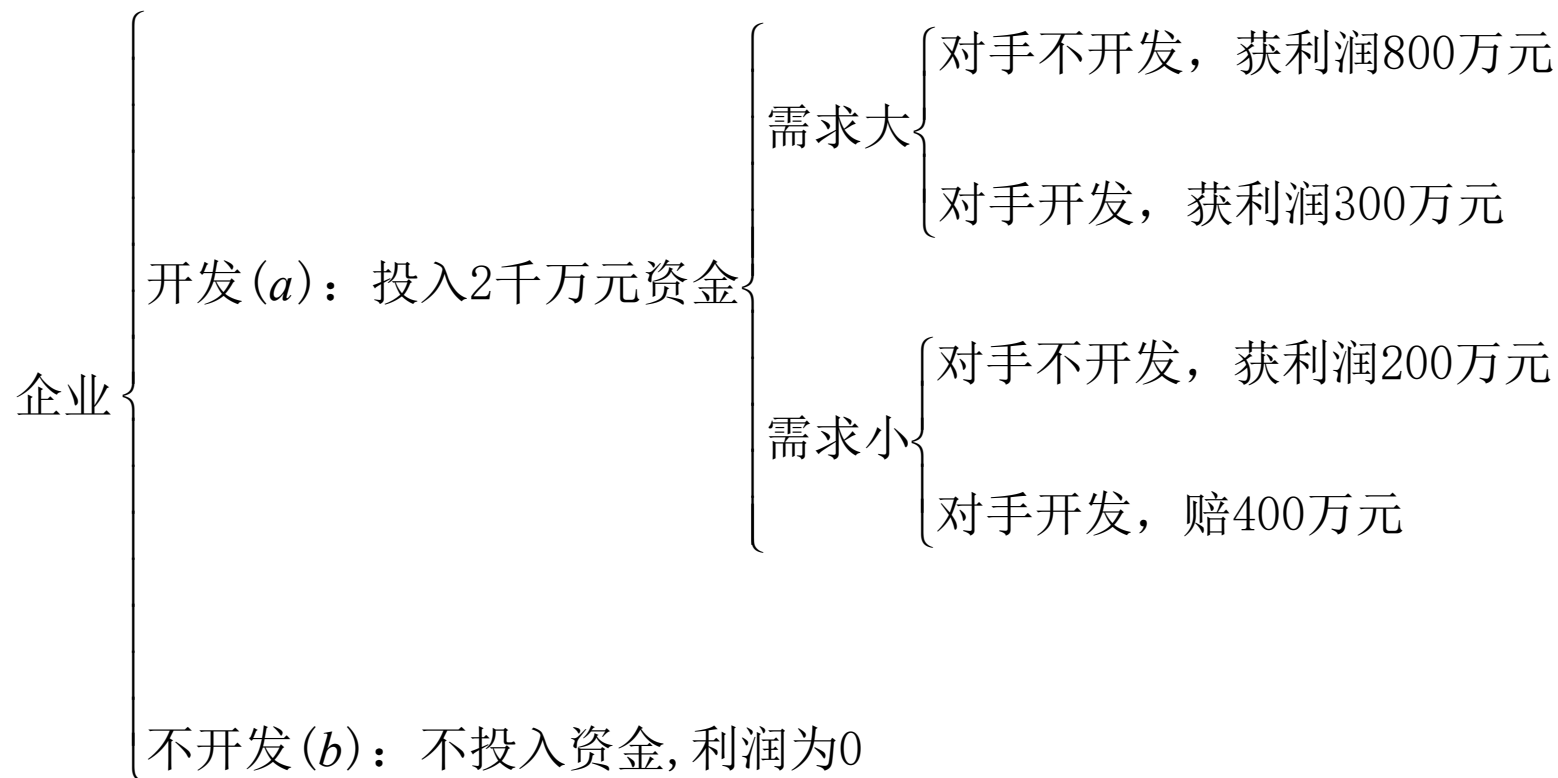 对手不开发，获利润800万元
需求大
对手开发，获利润300万元
开发(a)：投入2千万元资金
对手不开发，获利润200万元
企业
需求小
对手开发，赔400万元
不开发(b)：不投入资金,利润为0